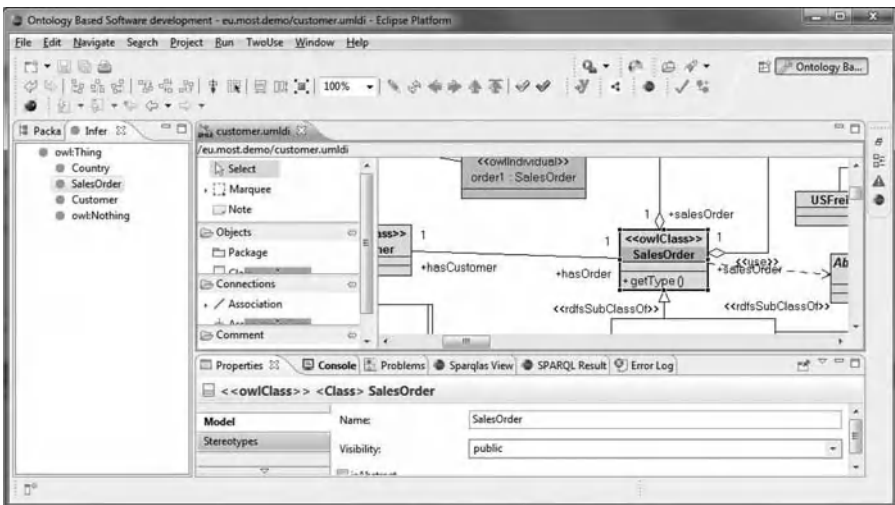 Ontology Based Software development - eu.most.demo/customer.umldi - Eclipse Platform
File Edit Navigate Search Project Run TwoUse Window Help
Ontology Ba...
100%
Packa Infer
owl:Thing
Country
SalesOrder
Customer
owl:Nothing
customer.umldi
/eu.most.demo/customer.umldi
Select
Marquee
Note
Objects
Package
Connections
Association
Comment
<<owlIndividual>>
order1 : SalesOrder
USFrei
1 +salesOrder
ass>> 1
ner
+hasCustomer
1 <<owlClass>> 1
SalesOrder
+hasOrder
+getType()
<<use>>
+salesOrder
Ab
<<rdfsSubClassOf>> <<rdfsSubClassOf>>
Properties Console Problems Sparqlas View SPARQL Result Error Log
<<owlClass>> <Class> SalesOrder
Model
Stereotypes
Name: SalesOrder
Visibility: public